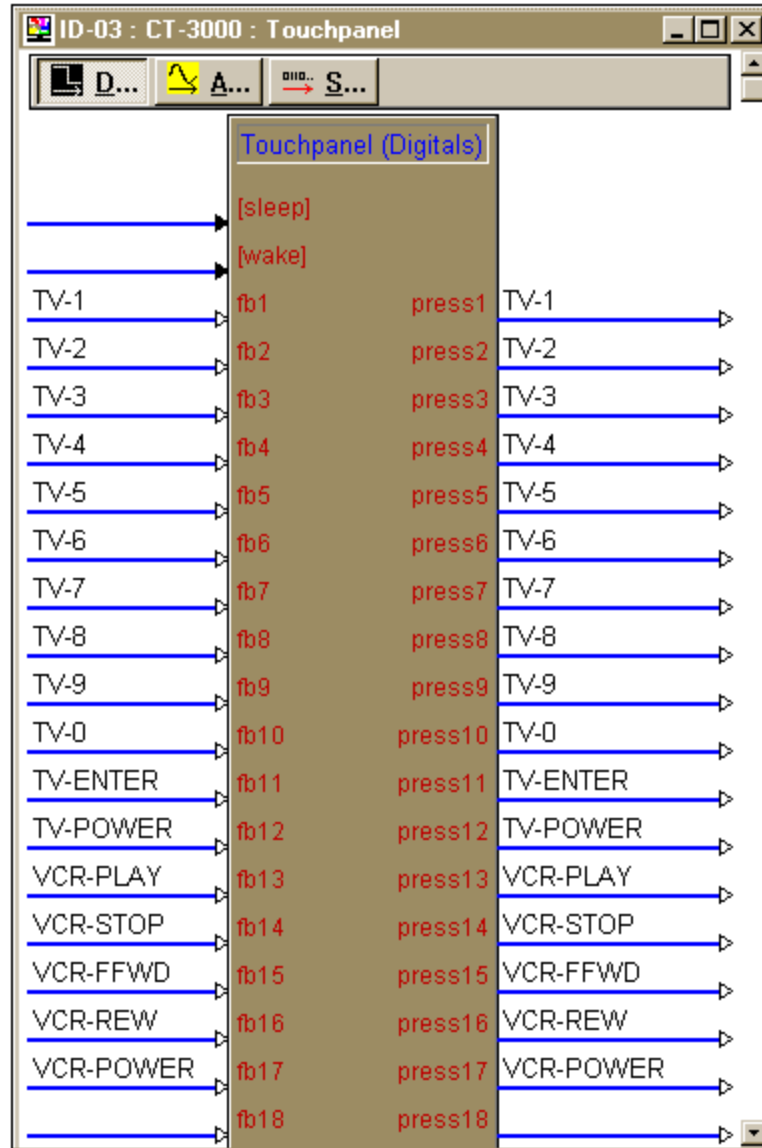 ID-03 : CT-3000 : Touchpanel
D... A... S...
Touchpanel (Digitals)
[sleep]
[wake]
TV-1 fb1 press1 TV-1
TV-2 fb2 press2 TV-2
TV-3 fb3 press3 TV-3
TV-4 fb4 press4 TV-4
TV-5 fb5 press5 TV-5
TV-6 fb6 press6 TV-6
TV-7 fb7 press7 TV-7
TV-8 fb8 press8 TV-8
TV-9 fb9 press9 TV-9
TV-0 fb10 press10 TV-0
TV-ENTER fb11 press11 TV-ENTER
TV-POWER fb12 press12 TV-POWER
VCR-PLAY fb13 press13 VCR-PLAY
VCR-STOP fb14 press14 VCR-STOP
VCR-FFWD fb15 press15 VCR-FFWD
VCR-REW fb16 press16 VCR-REW
VCR-POWER fb17 press17 VCR-POWER
fb18 press18